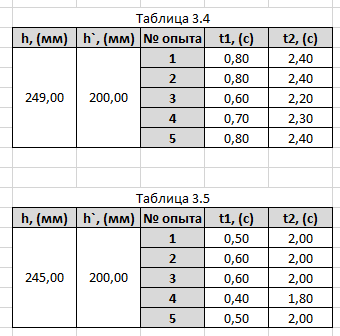 Таблица 3.4
h, (мм) h`, (мм) № опыта t1, (с) t2, (с)
1 0,80 2,40
2 0,80 2,40
249,00 200,00 3 0,60 2,20
4 0,70 2,30
5 0,80 2,40
Таблица 3.5
h, (мм) h`, (мм) № опыта t1, (с) t2, (с)
1 0,50 2,00
2 0,60 2,00
245,00 200,00 3 0,60 2,00
4 0,40 1,80
5 0,50 2,00